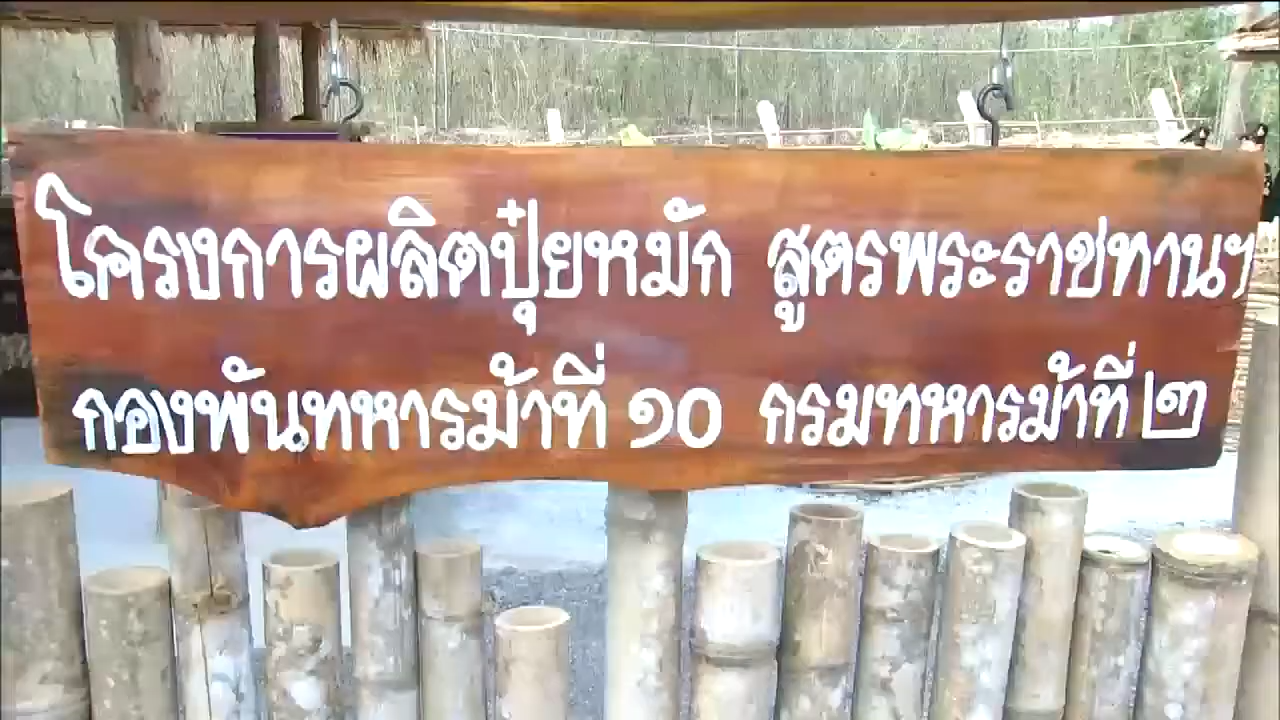 โครงการผลิตปุ๋ยหมัก สูตรพระราชทานฯ
กองพันทหารม้าที่ ๑๐ กรมทหารม้าที่ ๒